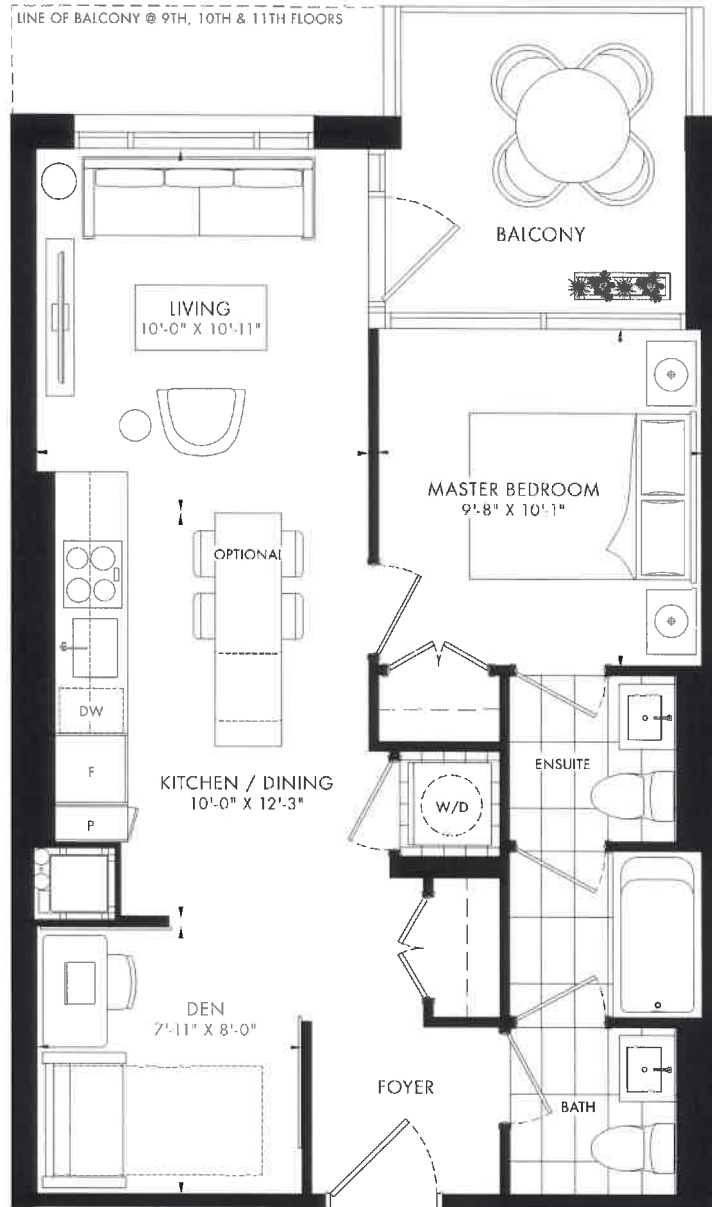 LINE OF BALCONY @ 9TH, 10TH & 11TH FLOORS
BALCONY
LIVING
10'-0" X 10'-11"
MASTER BEDROOM
9'-8" X 10'-1"
OPTIONAL
DW
F
P
KITCHEN / DINING
10'-0" X 12'-3"
W/D
ENSUITE
DEN
7'-11" X 8'-0"
FOYER
BATH